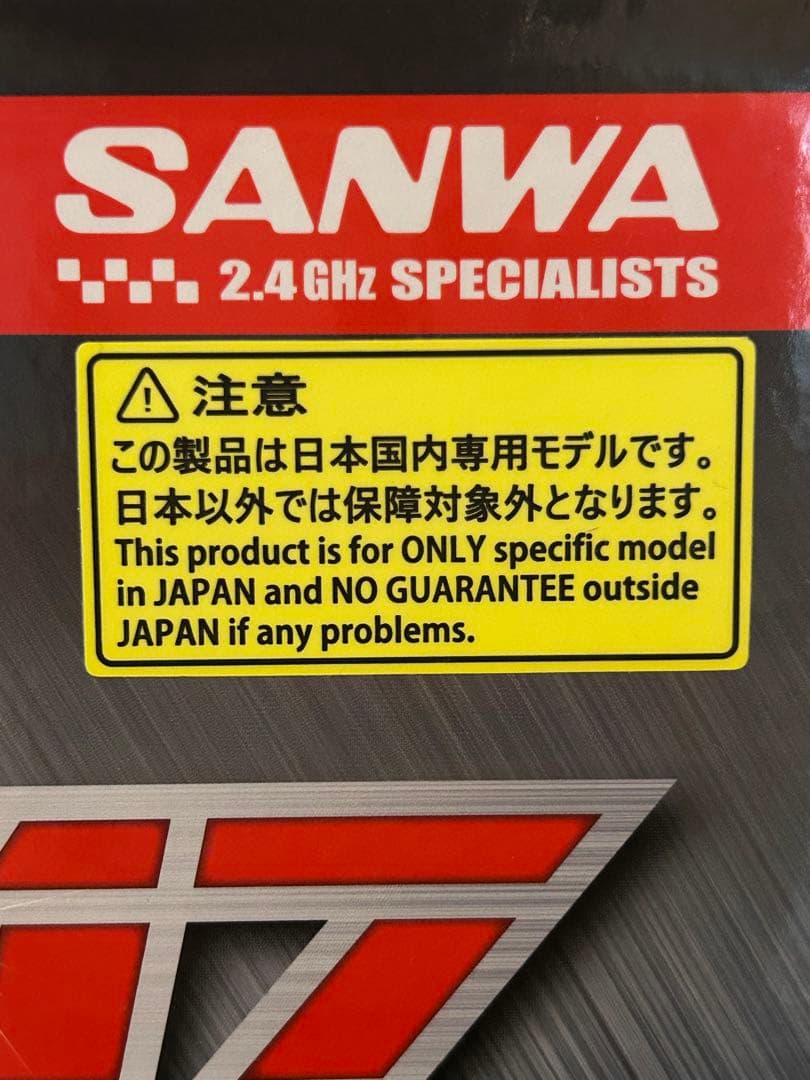 SANWA
2.4GHz SPECIALISTS
注意
この製品は日本国内専用モデルです。
日本以外では保障対象外となります。
This product is for ONLY specific model
in JAPAN and NO GUARANTEE outside
JAPAN if any problems.